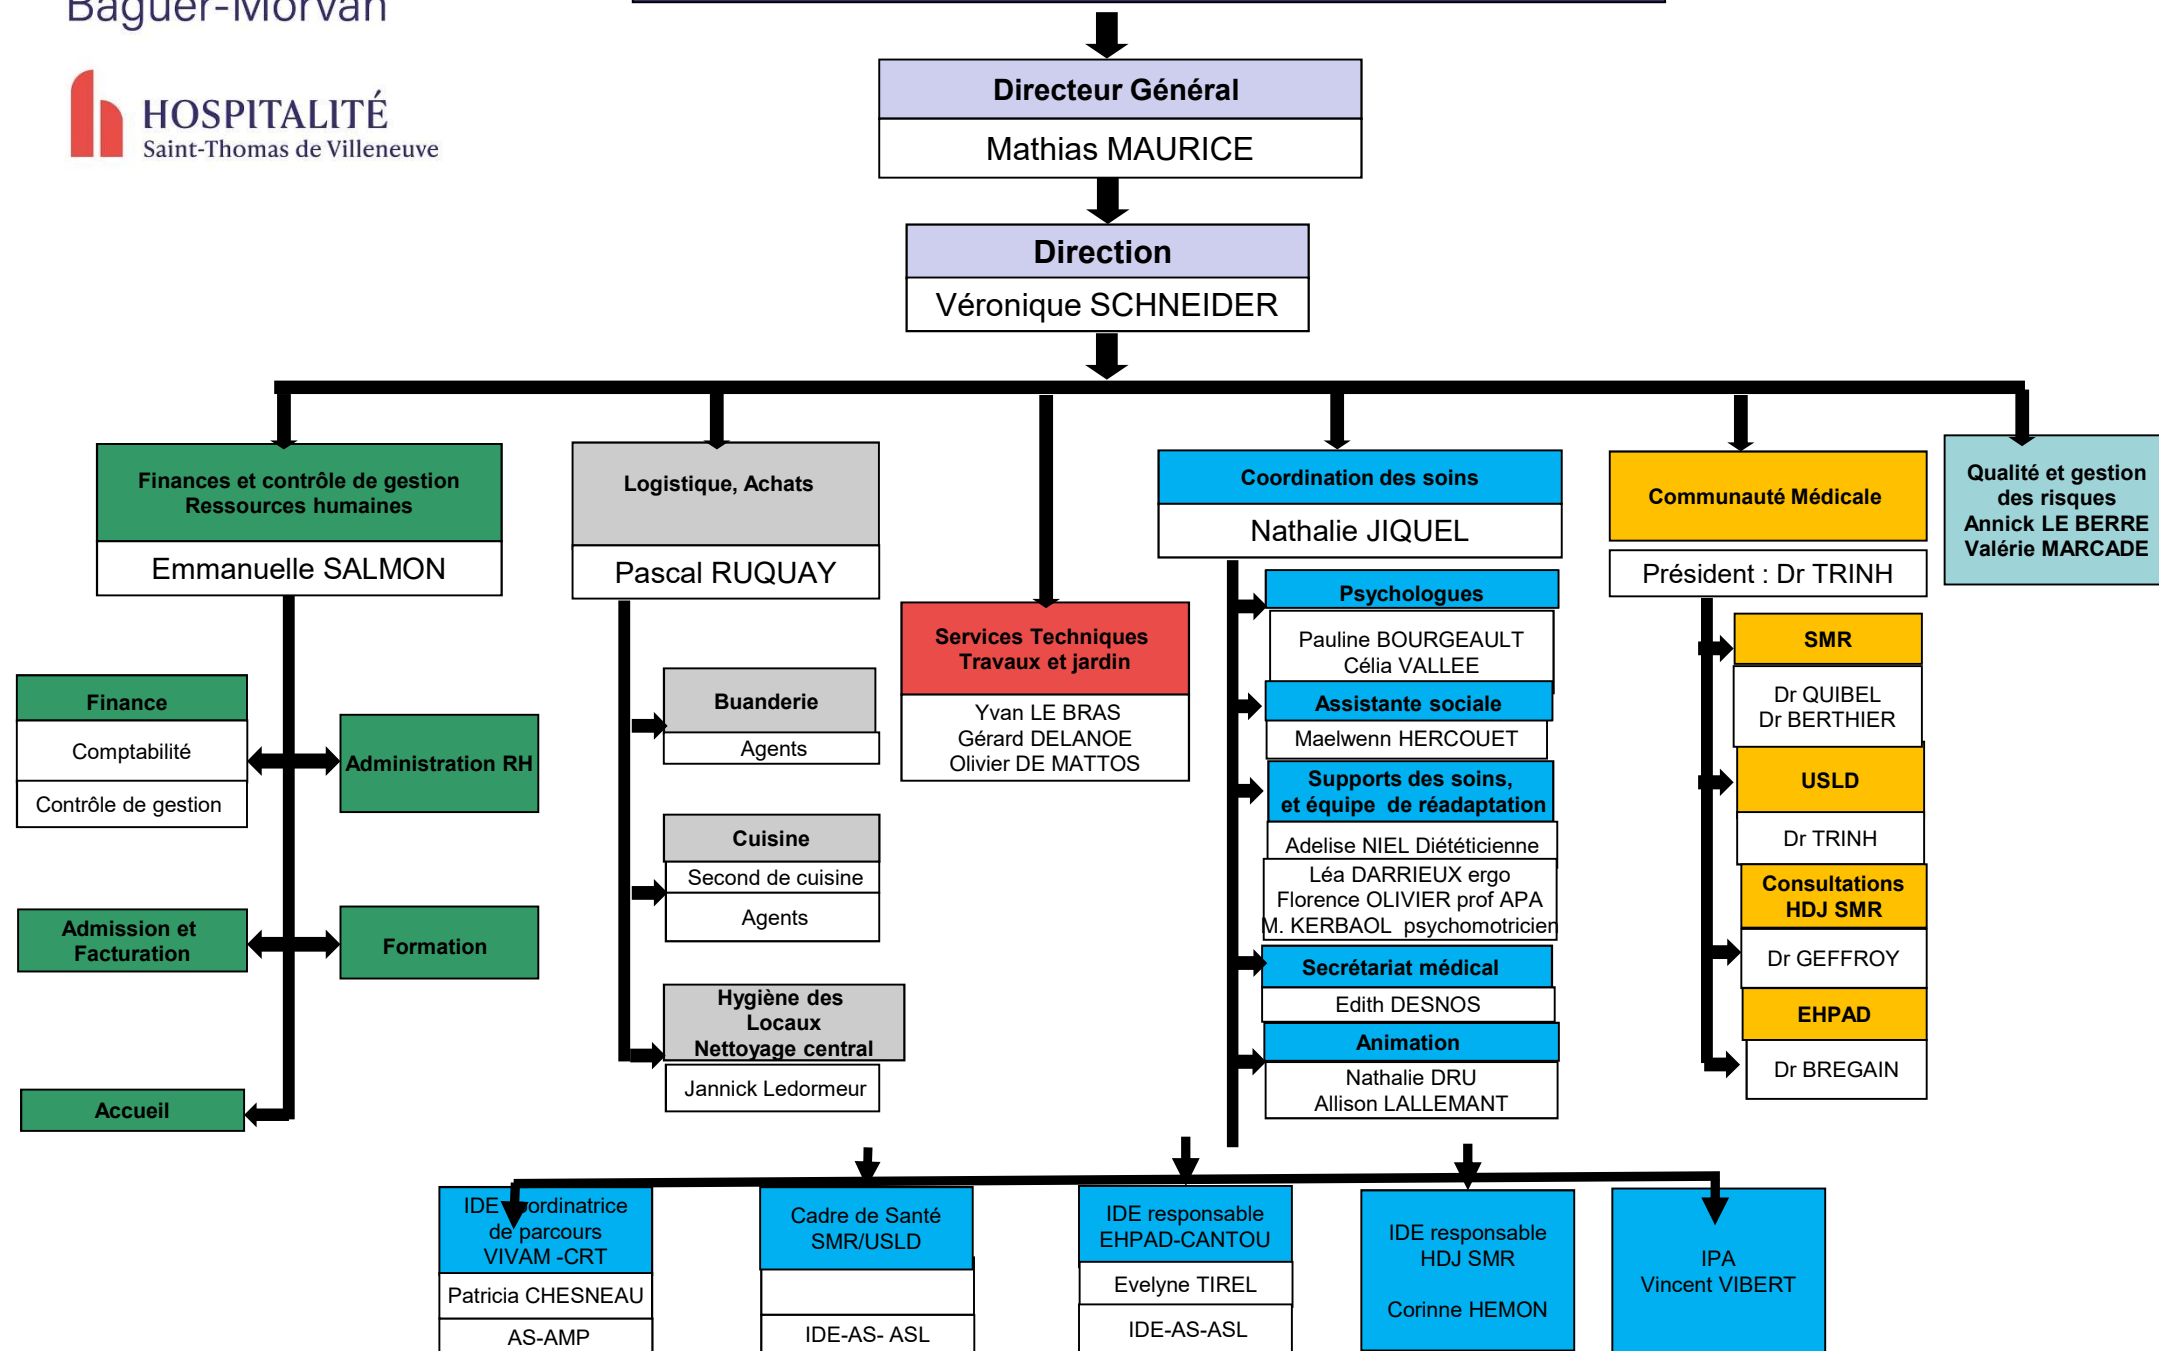 Baguer-Morvan
HOSPITALITÉ
Saint-Thomas de Villeneuve
Directeur Général
Mathias MAURICE
Direction
Véronique SCHNEIDER
Finances et contrôle de gestion
Ressources humaines
Emmanuelle SALMON
Finance
Comptabilité
Contrôle de gestion
Administration RH
Admission et
Facturation
Formation
Accueil
Logistique, Achats
Pascal RUQUAY
Buanderie
Agents
Cuisine
Second de cuisine
Agents
Hygiène des
Locaux
Nettoyage central
Jannick Ledormeur
Services Techniques
Travaux et jardin
Yvan LE BRAS
Gérard DELANOE
Olivier DE MATTOS
Coordination des soins
Nathalie JIQUEL
Psychologues
Pauline BOURGEAULT
Célia VALLEE
Assistante sociale
Maelwenn HERCOUET
Supports des soins,
et équipe de réadaptation
Adelise NIEL Diététicienne
Léa DARRIEUX ergo
Florence OLIVIER prof APA
M. KERBAOL psychomotricien
Secrétariat médical
Edith DESNOS
Animation
Nathalie DRU
Allison LALLEMANT
Communauté Médicale
Président : Dr TRINH
SMR
Dr QUIBEL
Dr BERTHIER
USLD
Dr TRINH
Consultations
HDJ SMR
Dr GEFFROY
EHPAD
Dr BREGAIN
Qualité et gestion
des risques
Annick LE BERRE
Valérie MARCADE
IDE coordinatrice
de parcours
VIVAM -CRT
Patricia CHESNEAU
AS-AMP
Cadre de Santé
SMR/USLD
IDE-AS- ASL
IDE responsable
EHPAD-CANTOU
Evelyne TIREL
IDE-AS-ASL
IDE responsable
HDJ SMR
Corinne HEMON
IPA
Vincent VIBERT